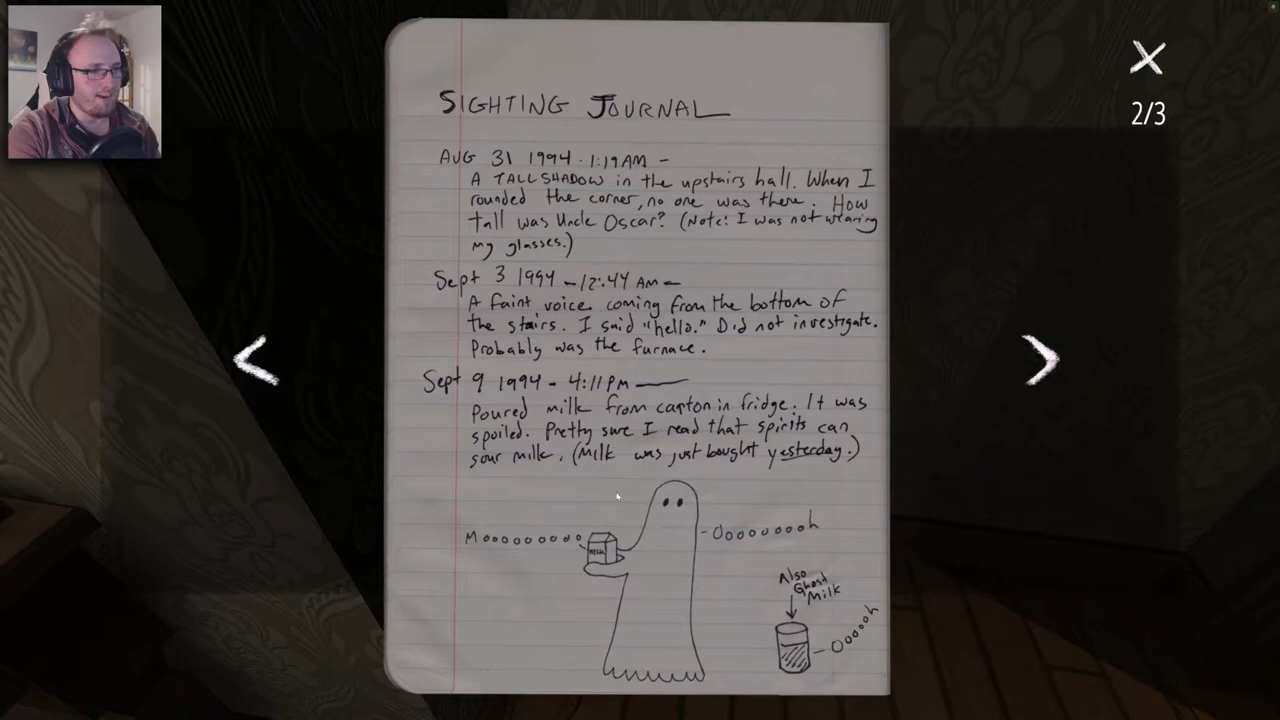 2/3
SIGHTING JOURNAL
AUG 31 1994 - 1:19AM -
A TALL SHADOW in the upstairs hall. When I
rounded the corner, no one was there. How
tall was Uncle Oscar? (Note: I was not wearing
my glasses.)
Sept 3 1994 - 12:44 AM -
A faint voice coming from the bottom of
the stairs. I said "hello." Did not investigate.
Probably was the furnace.
Sept 9 1994 - 4:11PM
Poured milk from carton in fridge. It was
spoiled. Pretty sure I read that spirits can
sour milk. (Milk was just bought yesterday.)
Mooooooooo
MILK
-Oooooooooh
Also
Ghost
Milk
-Oooooh